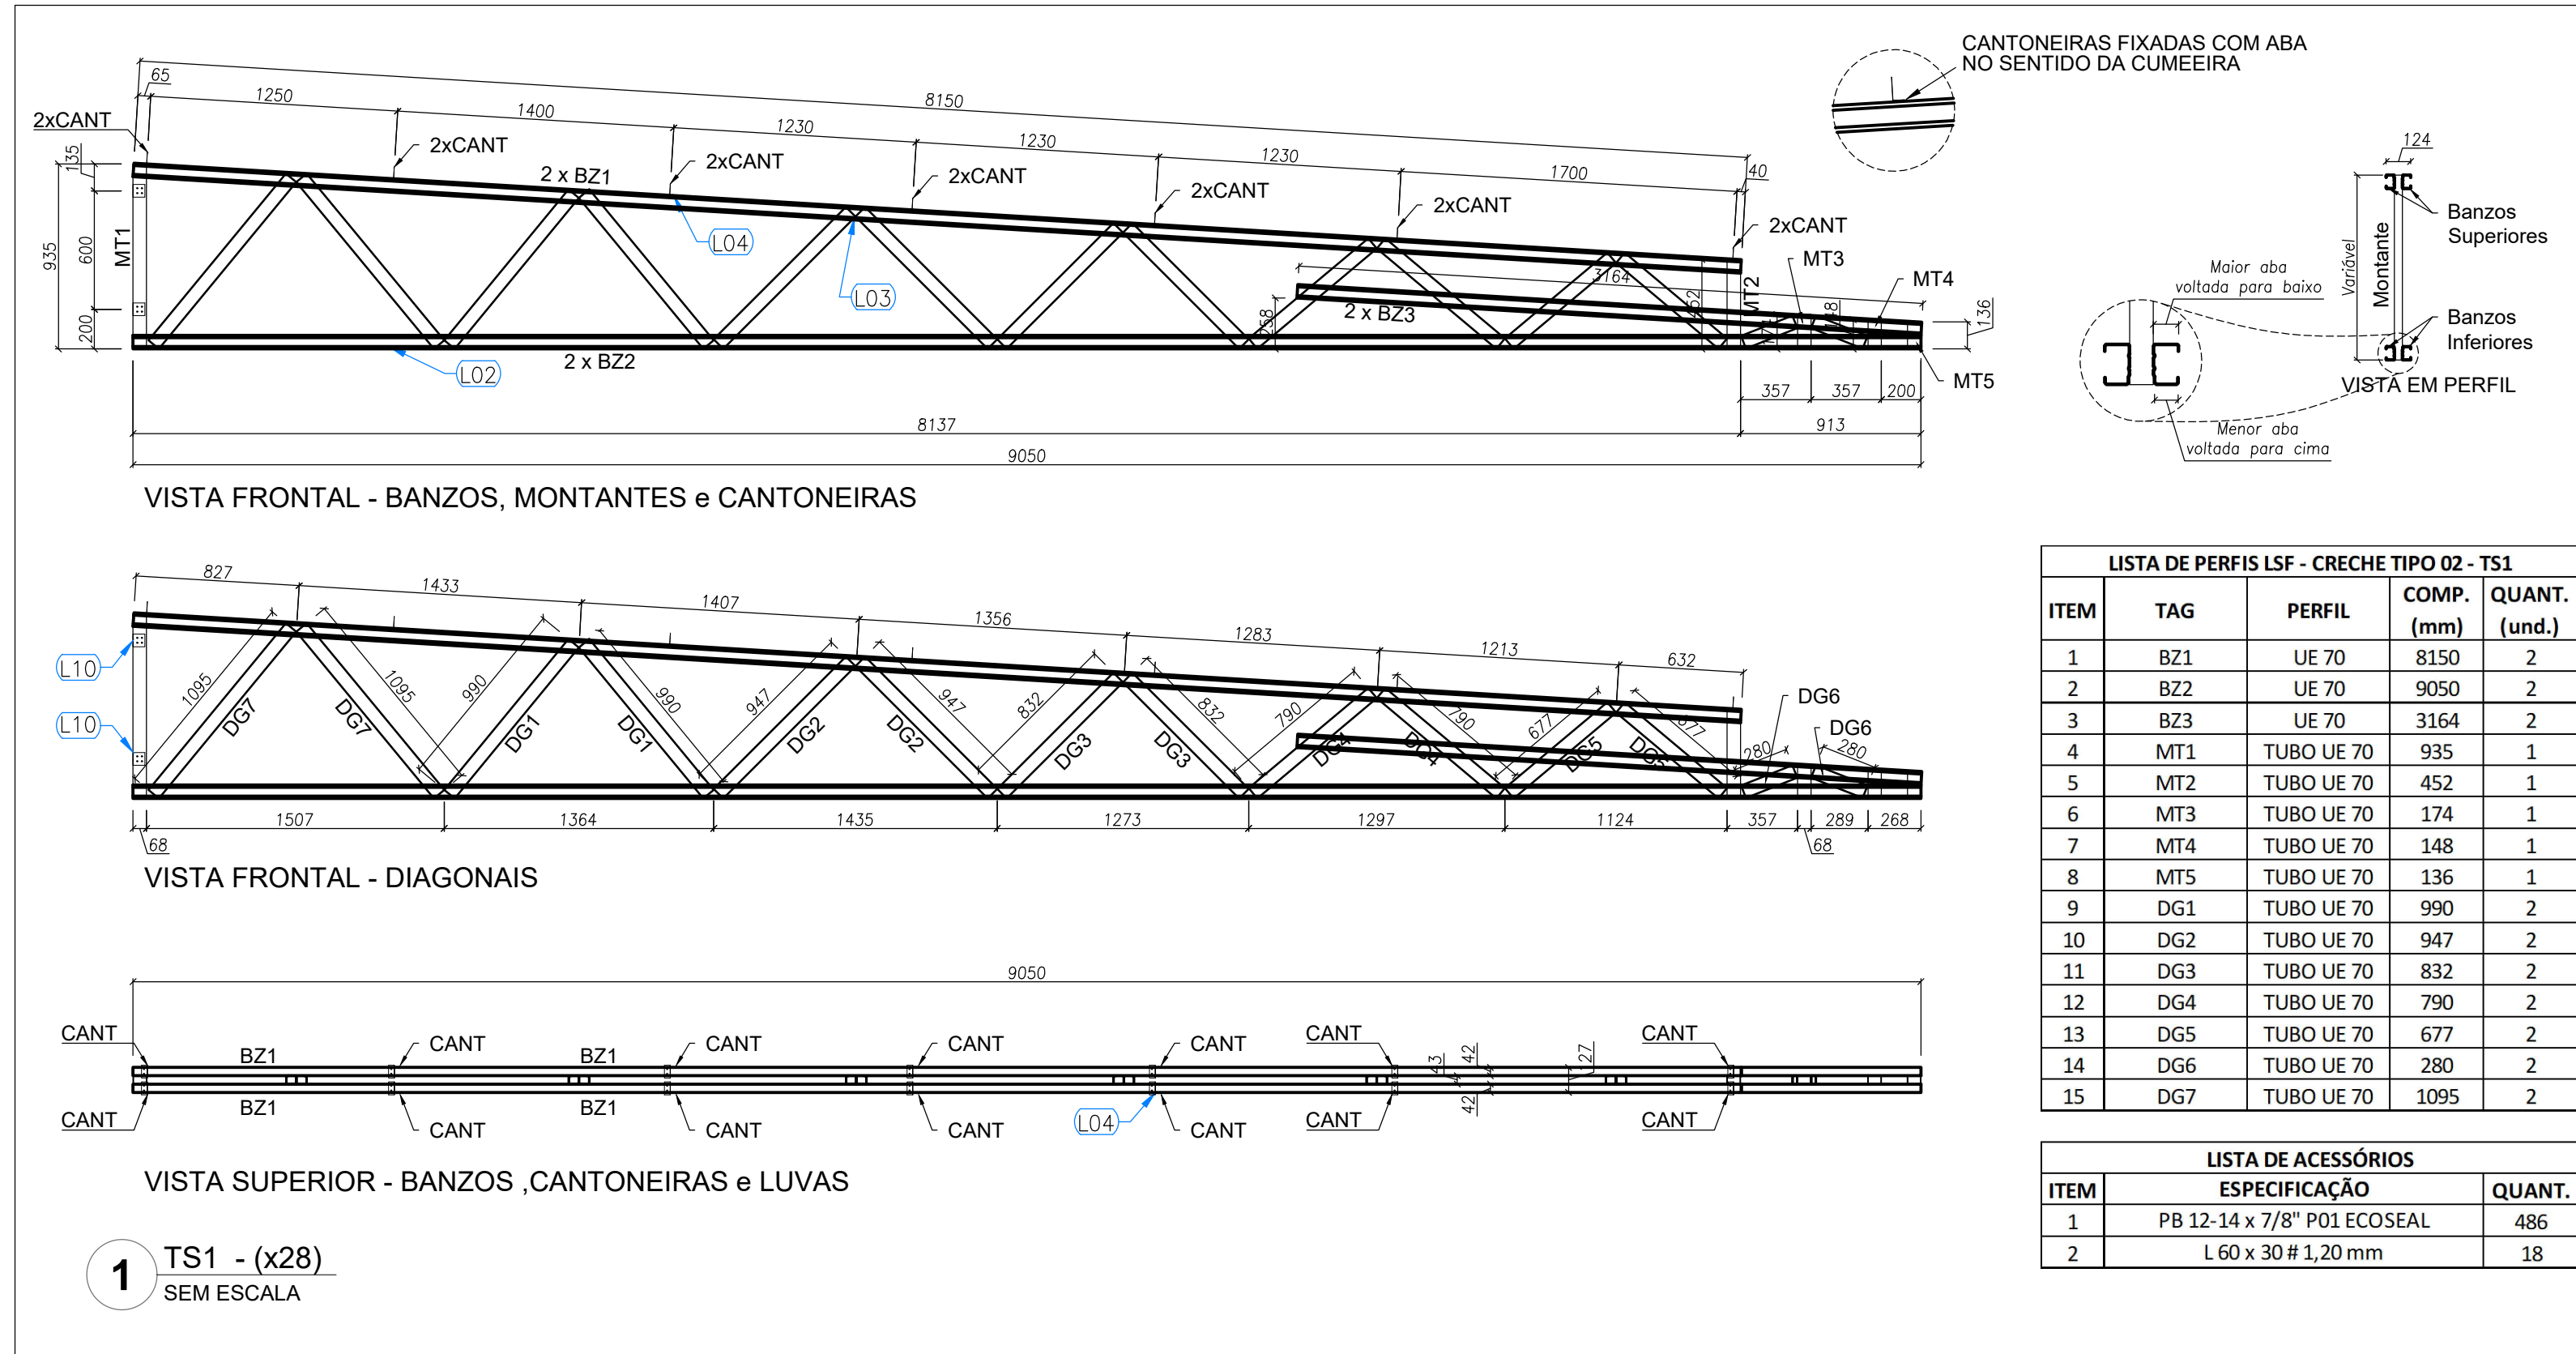 CANTONEIRAS FIXADAS COM ABA
NO SENTIDO DA CUMEEIRA
65
1250
1400
1230
1230
1230
1700
40
8150
2xCANT
2xCANT
2xCANT
2xCANT
2xCANT
2xCANT
2xCANT
2 x BZ1
135
600
200
935
MT1
L04
L03
L02
2 x BZ2
258
3164
2 x BZ3
MT2
MT3
MT4
148
136
MT5
357
357
200
8137
913
9050
124
Variável
Montante
Banzos
Superiores
Banzos
Inferiores
VISTA EM PERFIL
Maior aba
voltada para baixo
Menor aba
voltada para cima
VISTA FRONTAL - BANZOS, MONTANTES e CANTONEIRAS
827
1433
1407
1356
1283
1213
632
L10
L10
1095
DG7
1095
DG7
990
DG1
990
DG1
947
DG2
947
DG2
832
DG3
832
DG3
790
DG4
790
DG4
677
DG5
677
DG5
280
DG6
280
DG6
68
1507
1364
1435
1273
1297
1124
357
68
289
268
VISTA FRONTAL - DIAGONAIS
9050
CANT
CANT
CANT
CANT
CANT
CANT
CANT
BZ1
BZ1
43
42
127
42
BZ1
BZ1
L04
CANT
CANT
CANT
CANT
CANT
CANT
CANT
VISTA SUPERIOR - BANZOS ,CANTONEIRAS e LUVAS
1
TS1 - (x28)
SEM ESCALA
LISTA DE PERFIS LSF - CRECHE TIPO 02 - TS1
ITEM TAG PERFIL COMP. (mm) QUANT. (und.)
1 BZ1 UE 70 8150 2
2 BZ2 UE 70 9050 2
3 BZ3 UE 70 3164 2
4 MT1 TUBO UE 70 935 1
5 MT2 TUBO UE 70 452 1
6 MT3 TUBO UE 70 174 1
7 MT4 TUBO UE 70 148 1
8 MT5 TUBO UE 70 136 1
9 DG1 TUBO UE 70 990 2
10 DG2 TUBO UE 70 947 2
11 DG3 TUBO UE 70 832 2
12 DG4 TUBO UE 70 790 2
13 DG5 TUBO UE 70 677 2
14 DG6 TUBO UE 70 280 2
15 DG7 TUBO UE 70 1095 2
LISTA DE ACESSÓRIOS
ITEM ESPECIFICAÇÃO QUANT.
1 PB 12-14 x 7/8" P01 ECOSEAL 486
2 L 60 x 30 # 1,20 mm 18